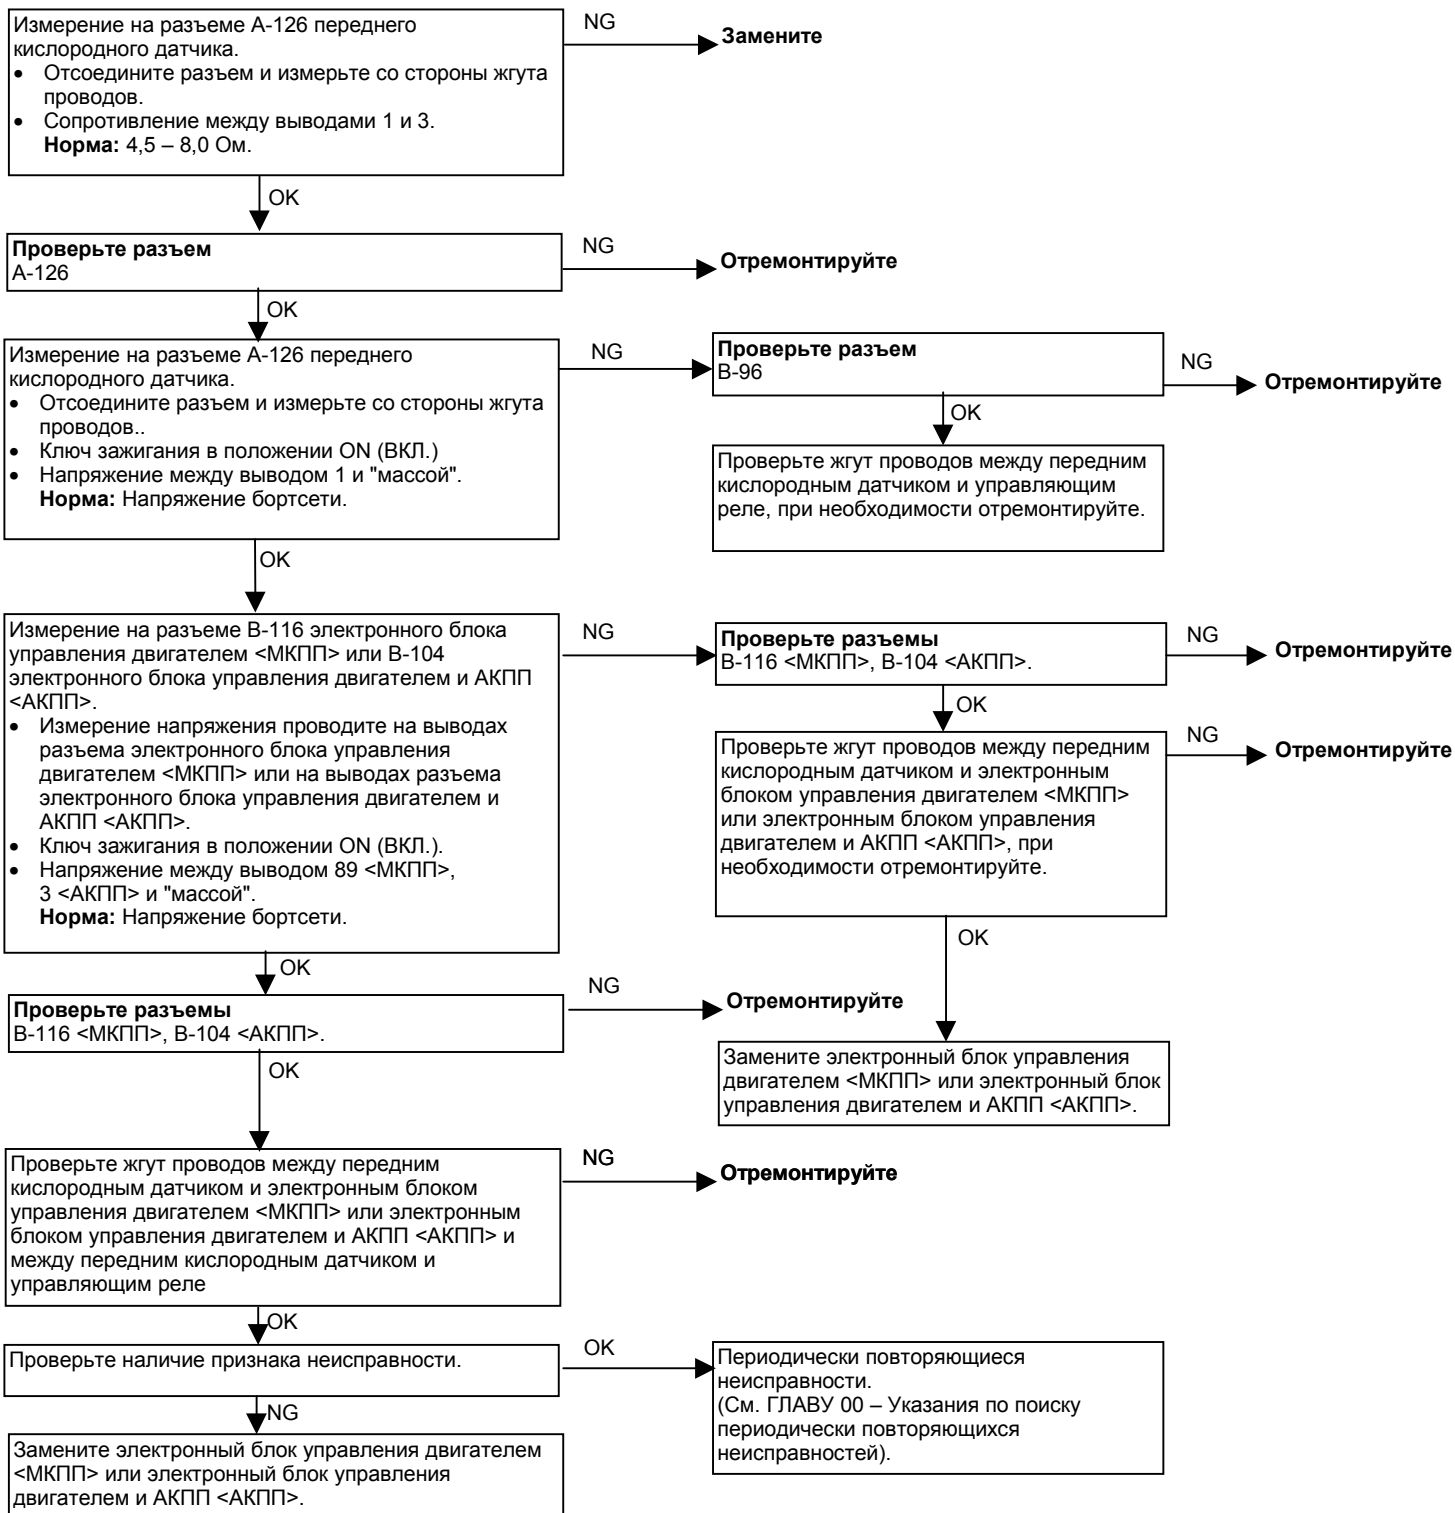 Измерение на разъеме А-126 переднего
кислородного датчика.
• Отсоедините разъем и измерьте со стороны жгута
проводов.
• Сопротивление между выводами 1 и 3.
Норма: 4,5 – 8,0 Ом.
NG
Замените
OK
Проверьте разъем
А-126
NG
Отремонтируйте
OK
Измерение на разъеме А-126 переднего
кислородного датчика.
• Отсоедините разъем и измерьте со стороны жгута
проводов..
• Ключ зажигания в положении ON (ВКЛ.)
• Напряжение между выводом 1 и "массой".
Норма: Напряжение бортсети.
NG
Проверьте разъем
В-96
NG
Отремонтируйте
OK
Проверьте жгут проводов между передним
кислородным датчиком и управляющим
реле, при необходимости отремонтируйте.
OK
Измерение на разъеме В-116 электронного блока
управления двигателем <МКПП> или В-104
электронного блока управления двигателем и АКПП
<АКПП>.
• Измерение напряжения проводите на выводах
разъема электронного блока управления
двигателем <МКПП> или на выводах разъема
электронного блока управления двигателем и
АКПП <АКПП>.
• Ключ зажигания в положении ON (ВКЛ.).
• Напряжение между выводом 89 <МКПП>,
3 <АКПП> и "массой".
Норма: Напряжение бортсети.
NG
Проверьте разъемы
В-116 <МКПП>, В-104 <АКПП>.
NG
Отремонтируйте
OK
Проверьте жгут проводов между передним
кислородным датчиком и электронным
блоком управления двигателем <МКПП>
или электронным блоком управления
двигателем и АКПП <АКПП>, при
необходимости отремонтируйте.
NG
Отремонтируйте
OK
Замените электронный блок управления
двигателем <МКПП> или электронный блок
управления двигателем и АКПП <АКПП>.
OK
Проверьте разъемы
В-116 <МКПП>, В-104 <АКПП>.
NG
Отремонтируйте
OK
Проверьте жгут проводов между передним
кислородным датчиком и электронным блоком
управления двигателем <МКПП> или электронным
блоком управления двигателем и АКПП <АКПП> и
между передним кислородным датчиком и
управляющим реле
NG
Отремонтируйте
OK
Проверьте наличие признака неисправности.
OK
Периодически повторяющиеся
неисправности.
(См. ГЛАВУ 00 – Указания по поиску
периодически повторяющихся
неисправностей).
NG
Замените электронный блок управления двигателем
<МКПП> или электронный блок управления
двигателем и АКПП <АКПП>.